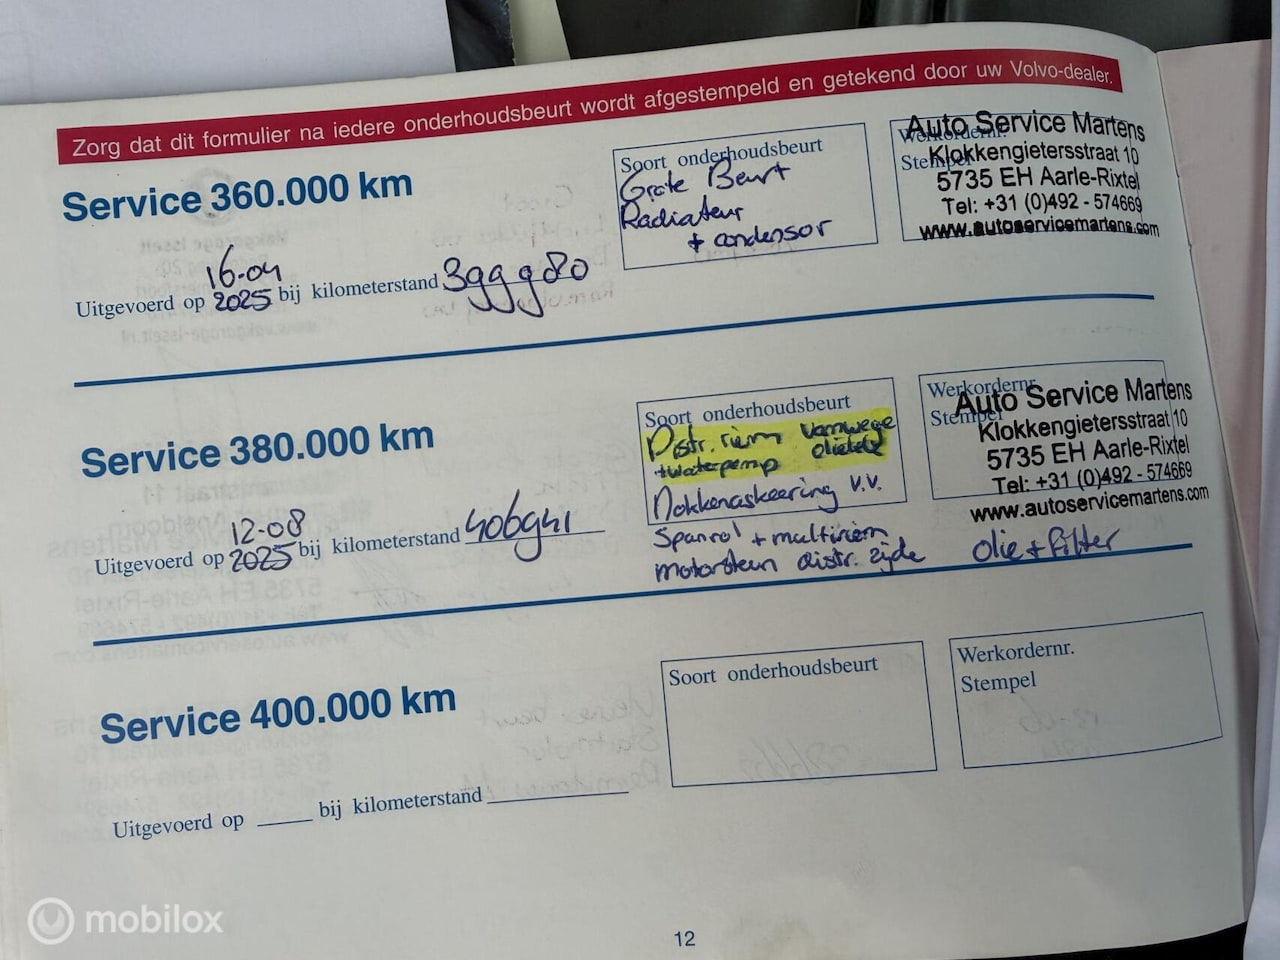 Zorg dat dit formulier na iedere onderhoudsbeurt wordt afgestempeld en getekend door uw Volvo-dealer.
Service 360.000 km
Soort onderhoudsbeurt
Grote Beurt
Radiateur
+ condensor
Werkordernr.
Stempel
Auto Service Martens
Klokkengietersstraat 10
5735 EH Aarle-Rixtel
Tel: +31 (0)492 - 574669
www.autoservicemartens.com
Uitgevoerd op 16-04 2025 bij kilometerstand 399980
Service 380.000 km
Soort onderhoudsbeurt
Distr. riem vanwege
+waterpomp olielek
Nokkenaskeering v.v.
Spanrol + multiriem
motorsteun distr. zijde
Werkordernr.
Stempel
Auto Service Martens
Klokkengietersstraat 10
5735 EH Aarle-Rixtel
Tel: +31 (0)492 - 574669
www.autoservicemartens.com
olie + filter
Uitgevoerd op 12-08 2025 bij kilometerstand 406941
Service 400.000 km
Soort onderhoudsbeurt
Werkordernr.
Stempel
Uitgevoerd op ____ bij kilometerstand ________
12
mobilox